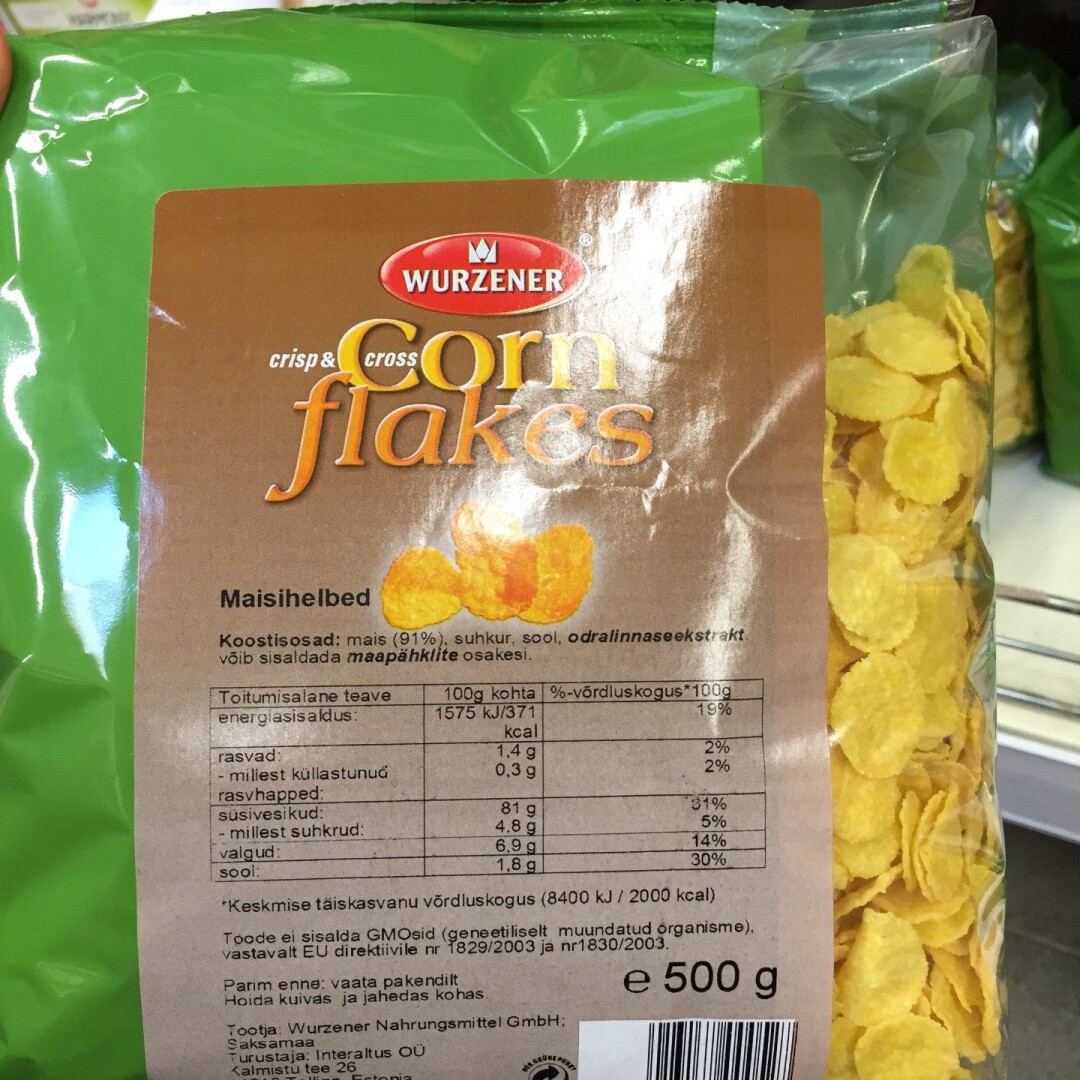 WURZENER
®
crisp & cross
Corn
flakes
Maisihelbed
Koostisosad: mais (91%), suhkur, sool, odralinnaseekstrakt.
võib sisaldada maapähklite osakesi.
Toitumisalane teave 100g kohta %-võrdluskogus*100g
energiasisaldus: 1575 kJ/371 19%
kcal
rasvad: 1,4 g 2%
- millest küllastunud 0,3 g 2%
rasvhapped:
süsivesikud: 81 g 31%
- millest suhkrud: 4,8 g 5%
valgud: 6,9 g 14%
sool: 1,8 g 30%
*Keskmise täiskasvanu võrdluskogus (8400 kJ / 2000 kcal)
Toode ei sisalda GMOsid (geneetiliselt muundatud organisme),
vastavalt EU direktiivile nr 1829/2003 ja nr1830/2003.
Parim enne: vaata pakendilt
Hoida kuivas ja jahedas kohas
e 500 g
Tootja: Wurzener Nahrungsmittel GmbH;
Saksamaa
Turustaja: Interaltus OÜ
Kalmistu tee 26
Tallinn, Estonia
DER GRÜNE PUNKT